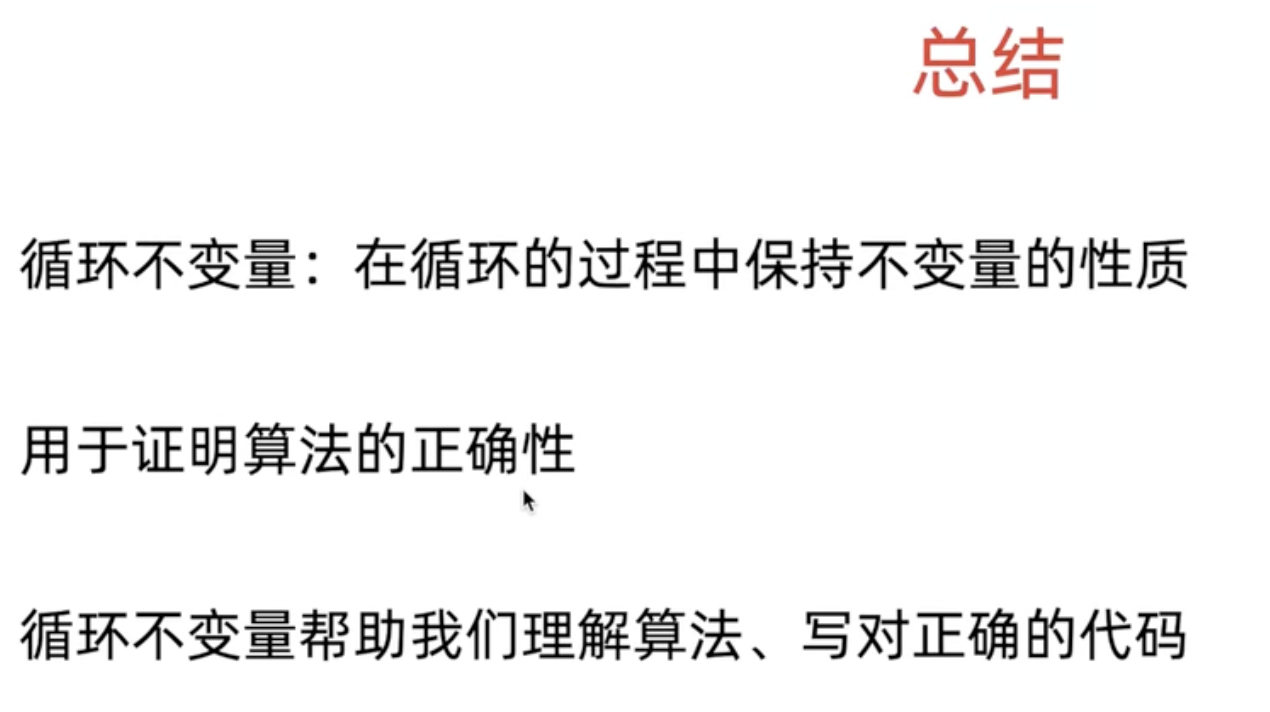 总结
循环不变量：在循环的过程中保持不变量的性质
用于证明算法的正确性
循环不变量帮助我们理解算法、写对正确的代码